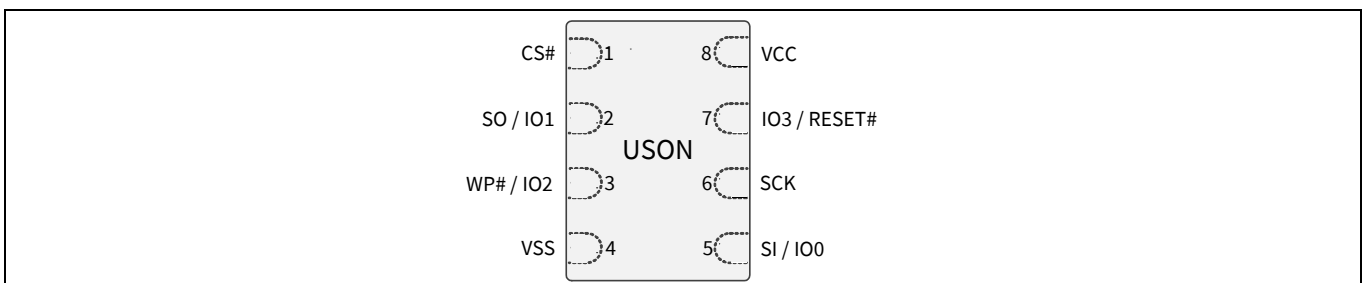 CS# 1 8 VCC
SO / IO1 2 7 IO3 / RESET#
USON
WP# / IO2 3 6 SCK
VSS 4 5 SI / IO0